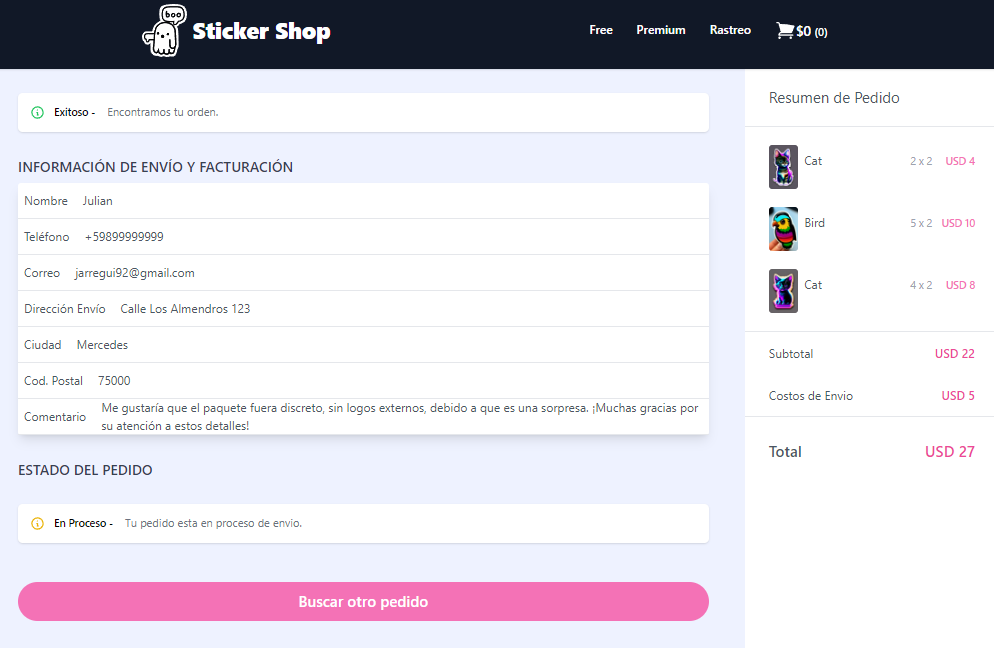 boo
Sticker Shop
Free Premium Rastreo $0 (0)
Exitoso - Encontramos tu orden.
INFORMACIÓN DE ENVÍO Y FACTURACIÓN
Nombre Julian
Teléfono +59899999999
Correo jarregui92@gmail.com
Dirección Envío Calle Los Almendros 123
Ciudad Mercedes
Cod. Postal 75000
Comentario Me gustaría que el paquete fuera discreto, sin logos externos, debido a que es una sorpresa. ¡Muchas gracias por
su atención a estos detalles!
ESTADO DEL PEDIDO
En Proceso - Tu pedido esta en proceso de envio.
Buscar otro pedido
Resumen de Pedido
Cat 2 x 2 USD 4
Bird 5 x 2 USD 10
Cat 4 x 2 USD 8
Subtotal USD 22
Costos de Envio USD 5
Total USD 27